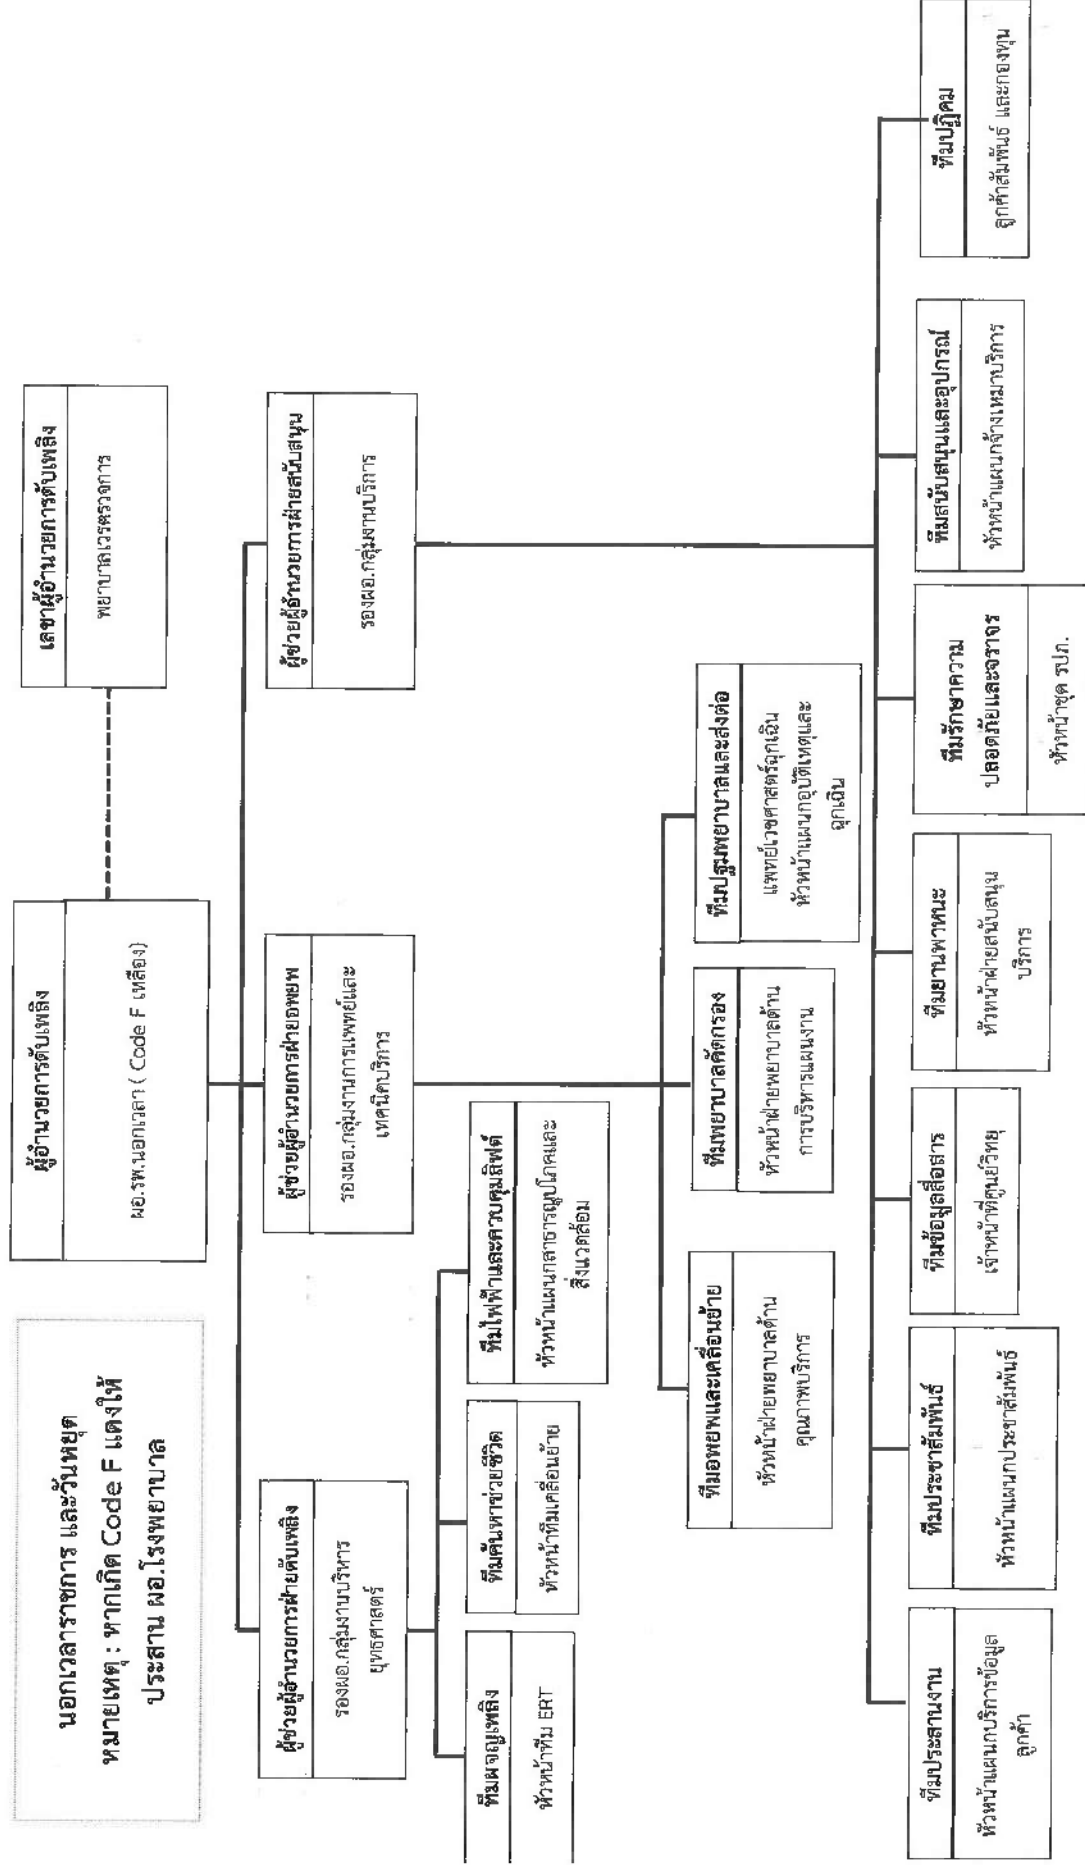 นอกเวลาราชการ และวันหยุด
หมายเหตุ : หากเกิด Code F แดงให้
ประสาน ผอ.โรงพยาบาล
ผู้อำนวยการดับเพลิง
ผอ.รพ.นอกเวลา ( Code F เหลือง)
เลขาผู้อำนวยการดับเพลิง
พยาบาลเวรตรวจการ
ผู้ช่วยผู้อำนวยการฝ่ายดับเพลิง
รองผอ.กลุ่มงานบริหาร
ยุทธศาสตร์
ผู้ช่วยผู้อำนวยการฝ่ายอพยพ
รองผอ.กลุ่มงานการแพทย์และ
เทคนิคบริการ
ผู้ช่วยผู้อำนวยการฝ่ายสนับสนุน
รองผอ.กลุ่มงานบริการ
ทีมผจญเพลิง
หัวหน้าทีม ERT
ทีมค้นหาช่วยชีวิต
หัวหน้าทีมเคลื่อนย้าย
ทีมไฟฟ้าและควบคุมลิฟต์
หัวหน้าแผนกสาธารณูปโภคและ
สิ่งแวดล้อม
ทีมอพยพและเคลื่อนย้าย
หัวหน้าฝ่ายพยาบาลด้าน
คุณภาพบริการ
ทีมพยาบาลคัดกรอง
หัวหน้าฝ่ายพยาบาลด้าน
การบริหารแผนงาน
ทีมปฐมพยาบาลและส่งต่อ
แพทย์เวชศาสตร์ฉุกเฉิน
หัวหน้าแผนกอุบัติเหตุและ
ฉุกเฉิน
ทีมประสานงาน
หัวหน้าแผนกบริการข้อมูล
ลูกค้า
ทีมประชาสัมพันธ์
หัวหน้าแผนกประชาสัมพันธ์
ทีมข้อมูลสื่อสาร
เจ้าหน้าที่ศูนย์วิทยุ
ทีมยานพาหนะ
หัวหน้าฝ่ายสนับสนุน
บริการ
ทีมรักษาความ
ปลอดภัยและจราจร
หัวหน้าชุด รปภ.
ทีมสนับสนุนและอุปกรณ์
หัวหน้าแผนกจ้างเหมาบริการ
ทีมปฏิคม
ลูกค้าสัมพันธ์ และกองทุน